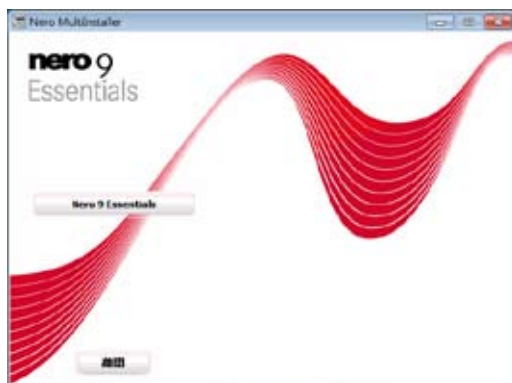 Nero MultiInstaller
nero 9
Essentials
Nero 9 Essentials